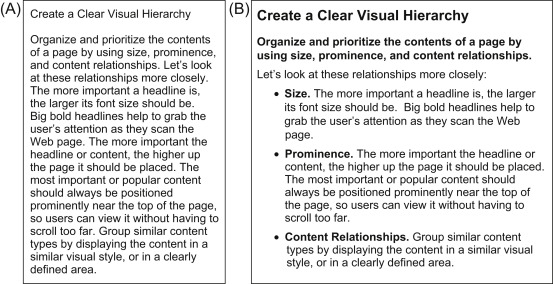 (A)
Create a Clear Visual Hierarchy
Organize and prioritize the contents
of a page by using size, prominence,
and content relationships. Let's look
at these relationships more closely.
The more important a headline is,
the larger its font size should be.
Big bold headlines help to grab the
user's attention as they scan the
Web page. The more important the
headline or content, the higher up
the page it should be placed. The
most important or popular content
should always be positioned
prominently near the top of the page,
so users can view it without having to
scroll too far. Group similar content
types by displaying the content in a
similar visual style, or in a clearly
defined area.
(B)
Create a Clear Visual Hierarchy
Organize and prioritize the contents of a page by
using size, prominence, and content relationships.
Let's look at these relationships more closely:
• Size. The more important a headline is, the larger
its font size should be. Big bold headlines help to
grab the user's attention as they scan the Web
page.
• Prominence. The more important the headline or
content, the higher up the page it should be placed.
The most important or popular content should
always be positioned prominently near the top of
the page, so users can view it without having to
scroll too far.
• Content Relationships. Group similar content
types by displaying the content in a similar visual
style, or in a clearly defined area.